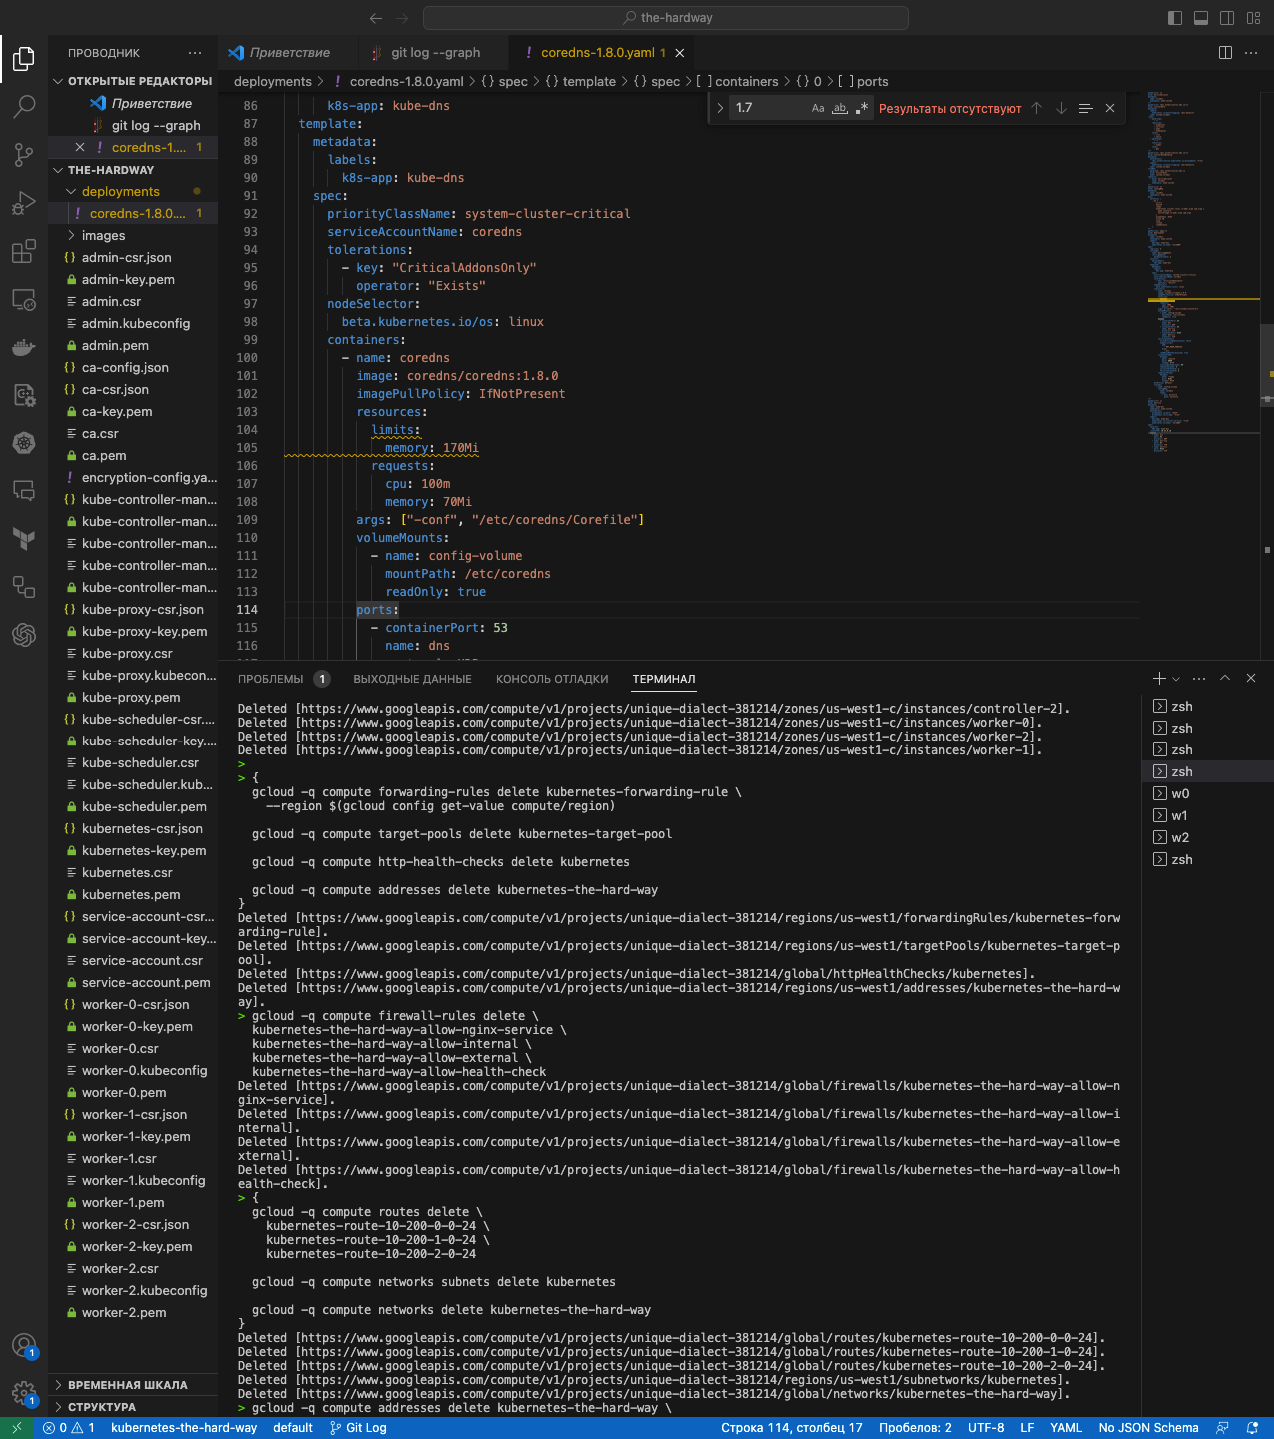 the-hardway
ПРОВОДНИК
ОТКРЫТЫЕ РЕДАКТОРЫ
Приветствие
git log --graph
coredns-1.... 1
THE-HARDWAY
deployments
coredns-1.8.0.... 1
images
admin-csr.json
admin-key.pem
admin.csr
admin.kubeconfig
admin.pem
ca-config.json
ca-csr.json
ca-key.pem
ca.csr
ca.pem
encryption-config.ya...
kube-controller-man...
kube-controller-man...
kube-controller-man...
kube-controller-man...
kube-controller-man...
kube-proxy-csr.json
kube-proxy-key.pem
kube-proxy.csr
kube-proxy.kubecon...
kube-proxy.pem
kube-scheduler-csr....
kube-scheduler-key....
kube-scheduler.csr
kube-scheduler.kub...
kube-scheduler.pem
kubernetes-csr.json
kubernetes-key.pem
kubernetes.csr
kubernetes.pem
service-account-csr...
service-account-key...
service-account.csr
service-account.pem
worker-0-csr.json
worker-0-key.pem
worker-0.csr
worker-0.kubeconfig
worker-0.pem
worker-1-csr.json
worker-1-key.pem
worker-1.csr
worker-1.kubeconfig
worker-1.pem
worker-2-csr.json
worker-2-key.pem
worker-2.csr
worker-2.kubeconfig
worker-2.pem
ВРЕМЕННАЯ ШКАЛА
СТРУКТУРА
1
1
Приветствие git log --graph ! coredns-1.8.0.yaml 1
deployments > ! coredns-1.8.0.yaml > {} spec > {} template > {} spec > [ ] containers > {} 0 > [ ] ports
1.7 Aa ab .* Результаты отсутствуют
86 k8s-app: kube-dns
87 template:
88 metadata:
89 labels:
90 k8s-app: kube-dns
91 spec:
92 priorityClassName: system-cluster-critical
93 serviceAccountName: coredns
94 tolerations:
95 - key: "CriticalAddonsOnly"
96 operator: "Exists"
97 nodeSelector:
98 beta.kubernetes.io/os: linux
99 containers:
100 - name: coredns
101 image: coredns/coredns:1.8.0
102 imagePullPolicy: IfNotPresent
103 resources:
104 limits:
105 memory: 170Mi
106 requests:
107 cpu: 100m
108 memory: 70Mi
109 args: ["-conf", "/etc/coredns/Corefile"]
110 volumeMounts:
111 - name: config-volume
112 mountPath: /etc/coredns
113 readOnly: true
114 ports:
115 - containerPort: 53
116 name: dns
ПРОБЛЕМЫ 1 ВЫХОДНЫЕ ДАННЫЕ КОНСОЛЬ ОТЛАДКИ ТЕРМИНАЛ
Deleted [https://www.googleapis.com/compute/v1/projects/unique-dialect-381214/zones/us-west1-c/instances/controller-2].
Deleted [https://www.googleapis.com/compute/v1/projects/unique-dialect-381214/zones/us-west1-c/instances/worker-0].
Deleted [https://www.googleapis.com/compute/v1/projects/unique-dialect-381214/zones/us-west1-c/instances/worker-2].
Deleted [https://www.googleapis.com/compute/v1/projects/unique-dialect-381214/zones/us-west1-c/instances/worker-1].
>
> {
gcloud -q compute forwarding-rules delete kubernetes-forwarding-rule \
--region $(gcloud config get-value compute/region)
gcloud -q compute target-pools delete kubernetes-target-pool
gcloud -q compute http-health-checks delete kubernetes
gcloud -q compute addresses delete kubernetes-the-hard-way
}
Deleted [https://www.googleapis.com/compute/v1/projects/unique-dialect-381214/regions/us-west1/forwardingRules/kubernetes-forw
arding-rule].
Deleted [https://www.googleapis.com/compute/v1/projects/unique-dialect-381214/regions/us-west1/targetPools/kubernetes-target-p
ool].
Deleted [https://www.googleapis.com/compute/v1/projects/unique-dialect-381214/global/httpHealthChecks/kubernetes].
Deleted [https://www.googleapis.com/compute/v1/projects/unique-dialect-381214/regions/us-west1/addresses/kubernetes-the-hard-w
ay].
> gcloud -q compute firewall-rules delete \
kubernetes-the-hard-way-allow-nginx-service \
kubernetes-the-hard-way-allow-internal \
kubernetes-the-hard-way-allow-external \
kubernetes-the-hard-way-allow-health-check
Deleted [https://www.googleapis.com/compute/v1/projects/unique-dialect-381214/global/firewalls/kubernetes-the-hard-way-allow-n
ginx-service].
Deleted [https://www.googleapis.com/compute/v1/projects/unique-dialect-381214/global/firewalls/kubernetes-the-hard-way-allow-i
nternal].
Deleted [https://www.googleapis.com/compute/v1/projects/unique-dialect-381214/global/firewalls/kubernetes-the-hard-way-allow-e
xternal].
Deleted [https://www.googleapis.com/compute/v1/projects/unique-dialect-381214/global/firewalls/kubernetes-the-hard-way-allow-h
ealth-check].
> {
gcloud -q compute routes delete \
kubernetes-route-10-200-0-0-24 \
kubernetes-route-10-200-1-0-24 \
kubernetes-route-10-200-2-0-24
gcloud -q compute networks subnets delete kubernetes
gcloud -q compute networks delete kubernetes-the-hard-way
}
Deleted [https://www.googleapis.com/compute/v1/projects/unique-dialect-381214/global/routes/kubernetes-route-10-200-0-0-24].
Deleted [https://www.googleapis.com/compute/v1/projects/unique-dialect-381214/global/routes/kubernetes-route-10-200-1-0-24].
Deleted [https://www.googleapis.com/compute/v1/projects/unique-dialect-381214/global/routes/kubernetes-route-10-200-2-0-24].
Deleted [https://www.googleapis.com/compute/v1/projects/unique-dialect-381214/regions/us-west1/subnetworks/kubernetes].
Deleted [https://www.googleapis.com/compute/v1/projects/unique-dialect-381214/global/networks/kubernetes-the-hard-way].
> gcloud -q compute addresses delete kubernetes-the-hard-way \
zsh
zsh
zsh
zsh
w0
w1
w2
zsh
0 1 kubernetes-the-hard-way default Git Log Строка 114, столбец 17 Пробелов: 2 UTF-8 LF YAML No JSON Schema